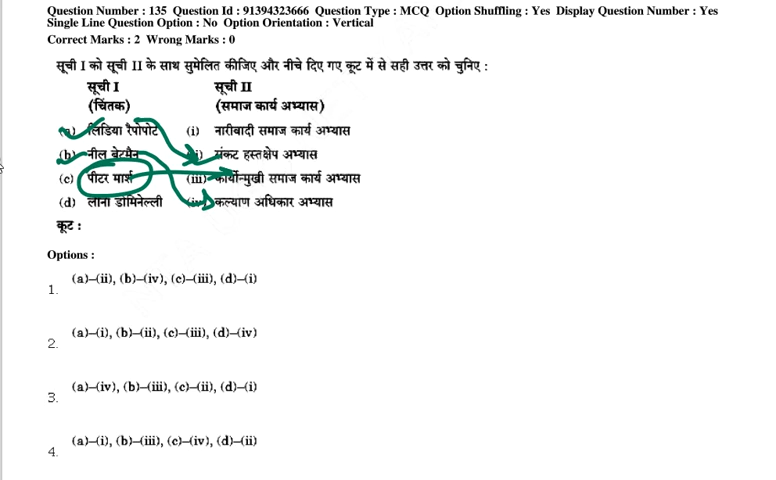 Question Number : 135 Question Id : 91394323666 Question Type : MCQ Option Shuffling : Yes Display Question Number : Yes
Single Line Question Option : No Option Orientation : Vertical
Correct Marks : 2 Wrong Marks : 0
सूची I को सूची II के साथ सुमेलित कीजिए और नीचे दिए गए कूट में से सही उत्तर को चुनिए :
सूची I सूची II
(चिंतक) (समाज कार्य अभ्यास)
(a) लिडिया रैपोपोर्ट (i) नारीवादी समाज कार्य अभ्यास
(b) नील बेटमैन संकट हस्तक्षेप अभ्यास
(c) पीटर मार्श (iii) कार्योन्मुखी समाज कार्य अभ्यास
(d) लीना डोमिनेल्ली (iv) कल्याण अधिकार अभ्यास
कूट :
Options :
(a)–(ii), (b)–(iv), (c)–(iii), (d)–(i)
1.
(a)–(i), (b)–(ii), (c)–(iii), (d)–(iv)
2.
(a)–(iv), (b)–(iii), (c)–(ii), (d)–(i)
3.
(a)–(i), (b)–(iii), (c)–(iv), (d)–(ii)
4.